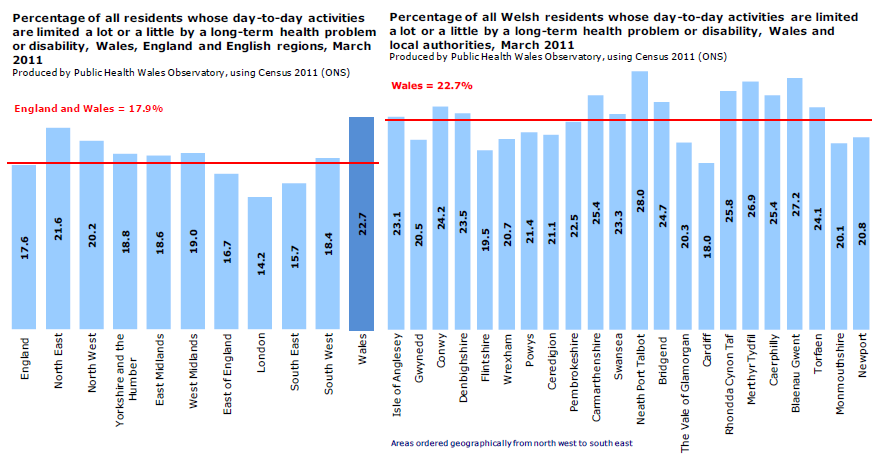 Percentage of all residents whose day-to-day activities
are limited a lot or a little by a long-term health problem
or disability, Wales, England and English regions, March
2011
Produced by Public Health Wales Observatory, using Census 2011 (ONS)
England and Wales = 17.9%
17.6
21.6
20.2
18.8
18.6
19.0
16.7
14.2
15.7
18.4
22.7
England
North East
North West
Yorkshire and the
Humber
East Midlands
West Midlands
East of England
London
South East
South West
Wales
Percentage of all Welsh residents whose day-to-day activities are limited
a lot or a little by a long-term health problem or disability, Wales and
local authorities, March 2011
Produced by Public Health Wales Observatory, using Census 2011 (ONS)
Wales = 22.7%
23.1
20.5
24.2
23.5
19.5
20.7
21.4
21.1
22.5
25.4
23.3
28.0
24.7
20.3
18.0
25.8
26.9
25.4
27.2
24.1
20.1
20.8
Isle of Anglesey
Gwynedd
Conwy
Denbighshire
Flintshire
Wrexham
Powys
Ceredigion
Pembrokeshire
Carmarthenshire
Swansea
Neath Port Talbot
Bridgend
The Vale of Glamorgan
Cardiff
Rhondda Cynon Taf
Merthyr Tydfil
Caerphilly
Blaenau Gwent
Torfaen
Monmouthshire
Newport
Areas ordered geographically from north west to south east